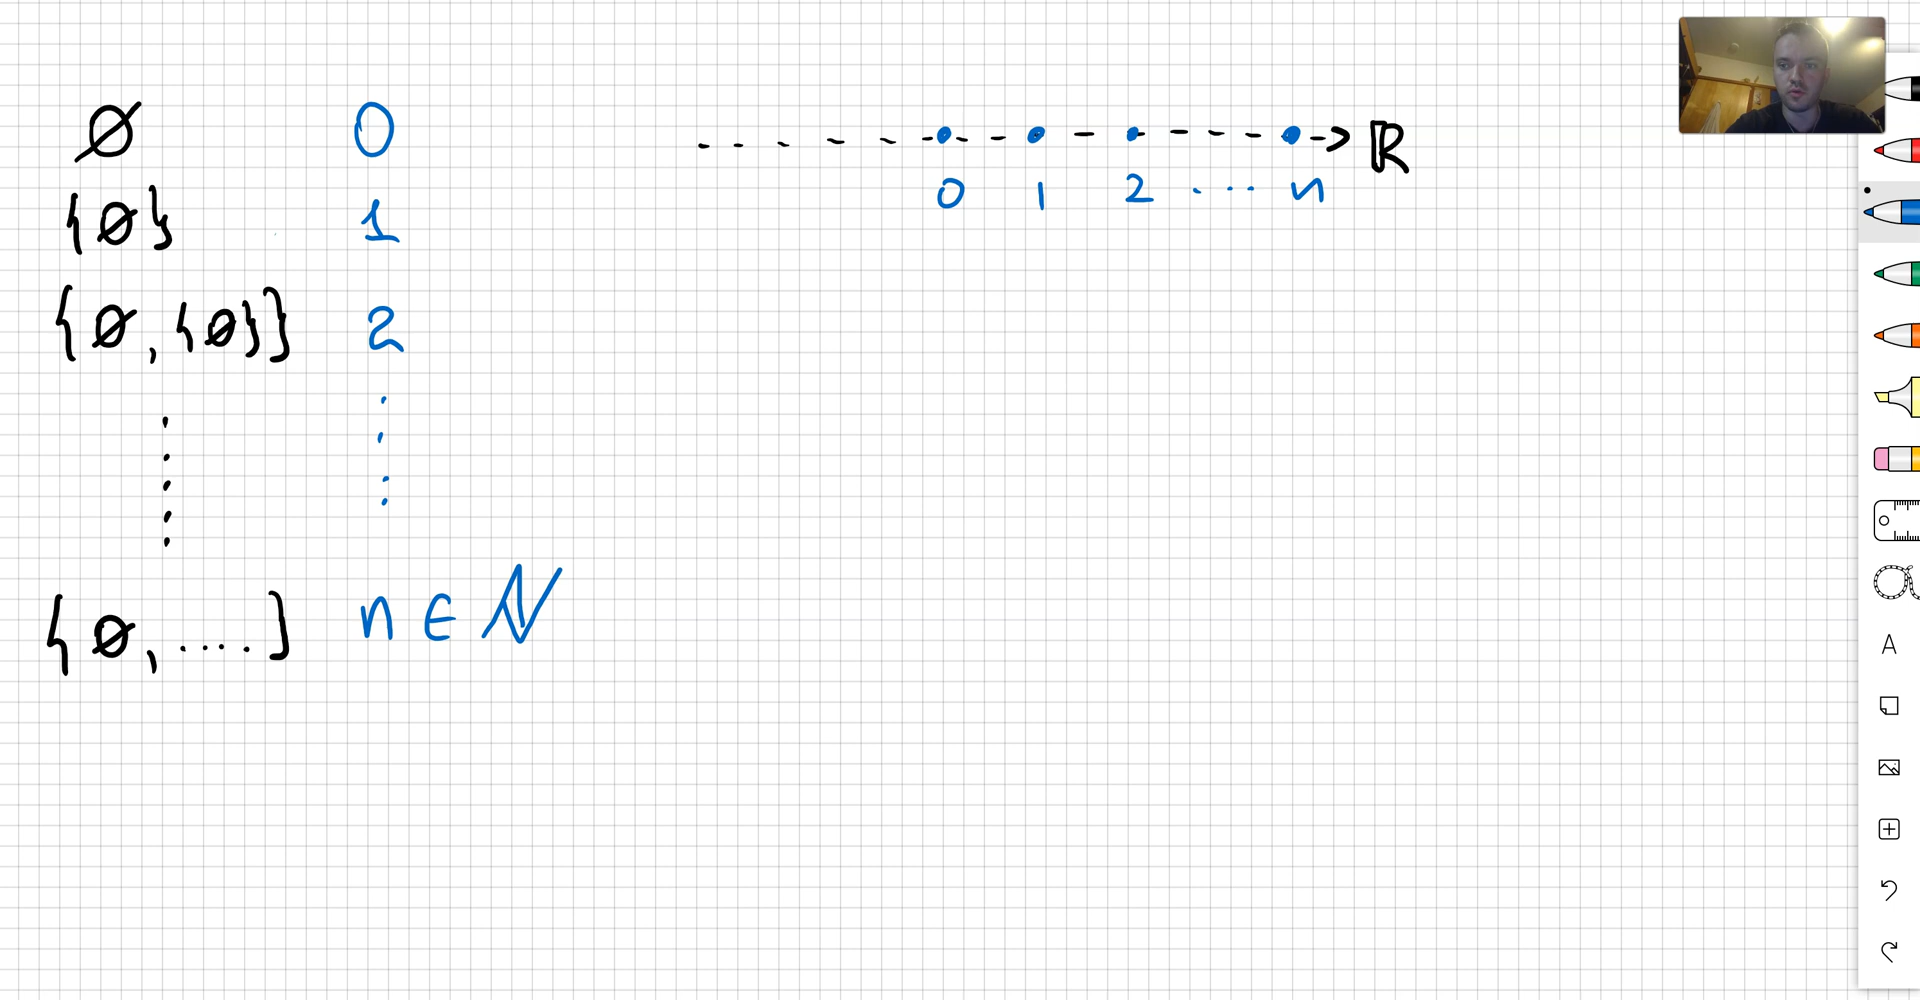 ∅ 0
{∅} 1
{∅, {∅}} 2
{∅, ....} n ∈ ℕ
ℝ
0 1 2 ... n
A